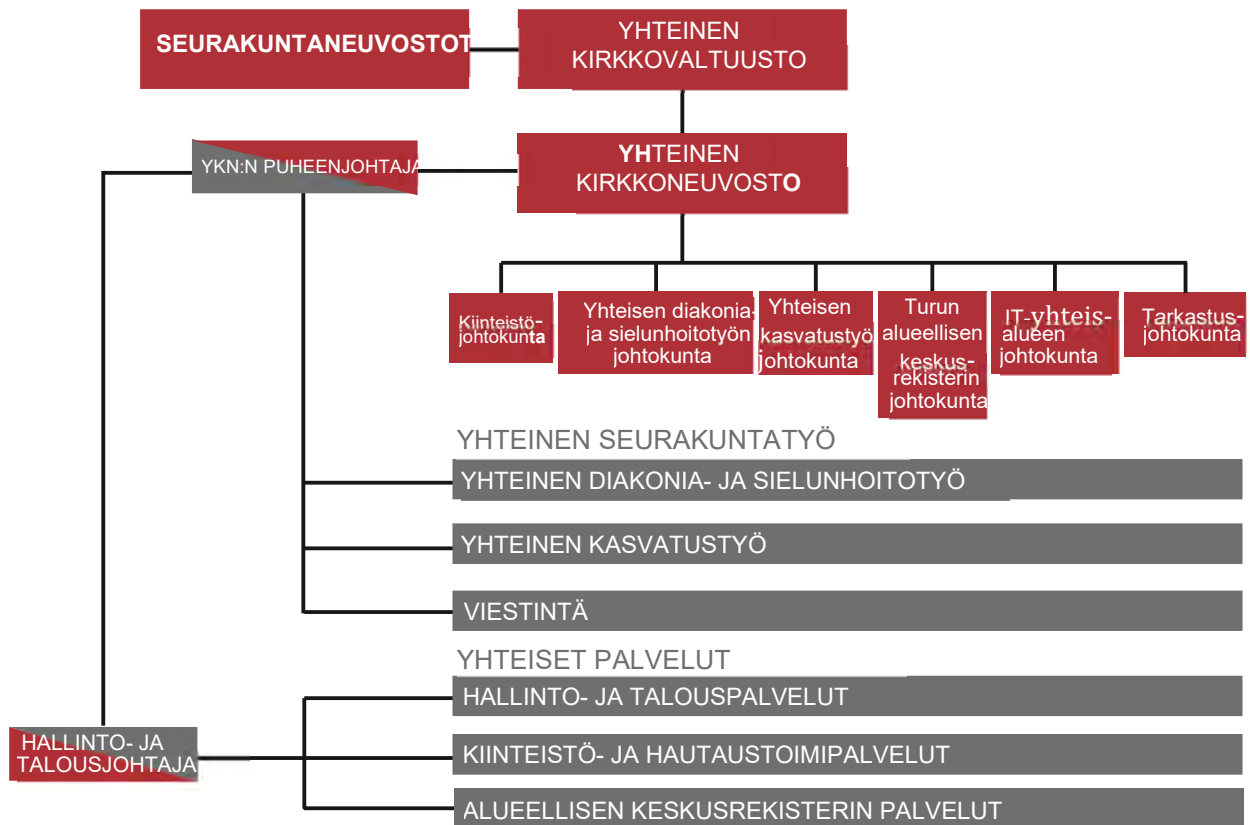 SEURAKUNTANEUVOSTOT
YHTEINEN
KIRKKOVALTUUSTO
YKN:N PUHEENJOHTAJA
YHTEINEN
KIRKKONEUVOSTO
Kiinteistö-
johtokunta
Yhteisen diakonia-
ja sielunhoitotyön
johtokunta
Yhteisen
kasvatustyö
johtokunta
Turun
alueellisen
keskus-
rekisterin
johtokunta
IT-yhteis-
alueen
johtokunta
Tarkastus-
johtokunta
YHTEINEN SEURAKUNTATYÖ
YHTEINEN DIAKONIA- JA SIELUNHOITOTYÖ
YHTEINEN KASVATUSTYÖ
VIESTINTÄ
YHTEISET PALVELUT
HALLINTO- JA TALOUSPALVELUT
HALLINTO- JA
TALOUSJOHTAJA
KIINTEISTÖ- JA HAUTAUSTOIMIPALVELUT
ALUEELLISEN KESKUSREKISTERIN PALVELUT